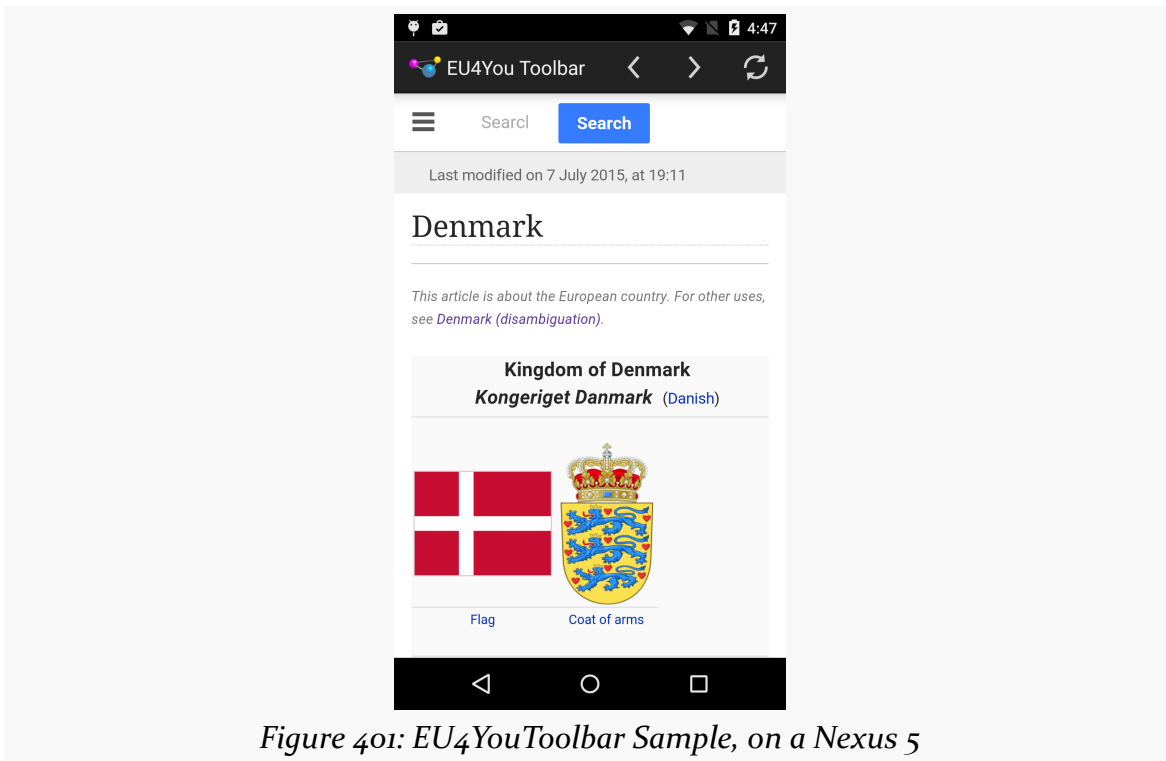 4:47
EU4You Toolbar
Searcl Search
Last modified on 7 July 2015, at 19:11
Denmark
This article is about the European country. For other uses,
see Denmark (disambiguation).
Kingdom of Denmark
Kongeriget Danmark (Danish)
Flag Coat of arms
Figure 401: EU4YouToolbar Sample, on a Nexus 5